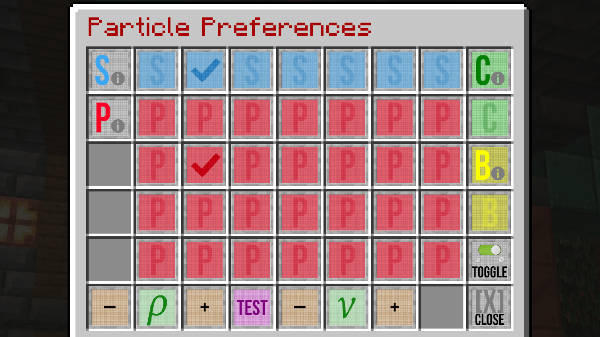 Particle Preferences
S i S S S S S S C i
P i P P P P P P P C
P P P P P P B i
P P P P P P P B
P P P P P P P TOGGLE
– ρ + TEST – ν + [X] CLOSE